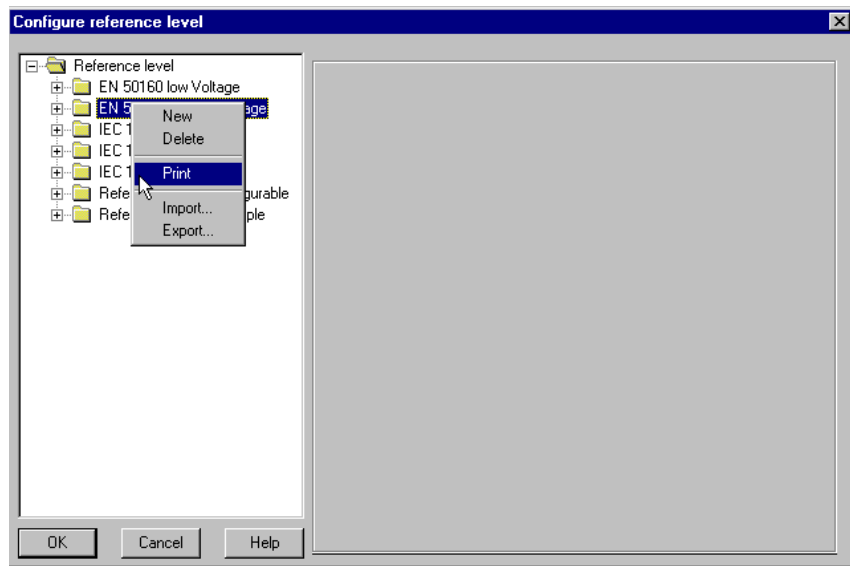 Configure reference level
Reference level
EN 50160 low Voltage
EN 5 age
IEC 1
IEC 1
IEC 1
Refe gurable
Refe ple
New
Delete
Print
Import...
Export...
OK Cancel Help